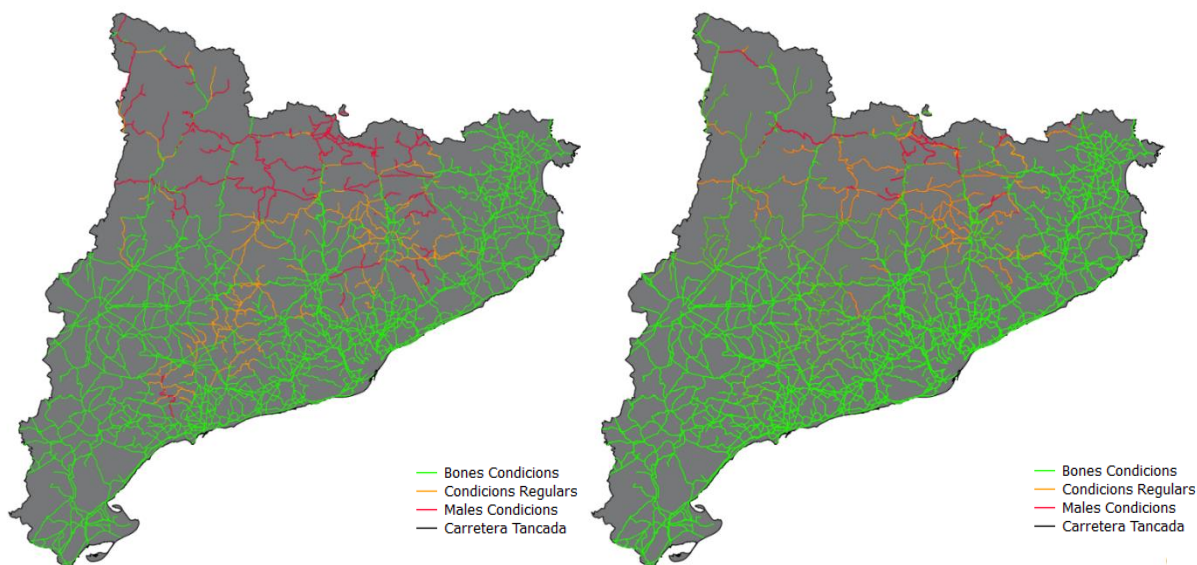 Bones Condicions
Condicions Regulars
Males Condicions
Carretera Tancada
Bones Condicions
Condicions Regulars
Males Condicions
Carretera Tancada